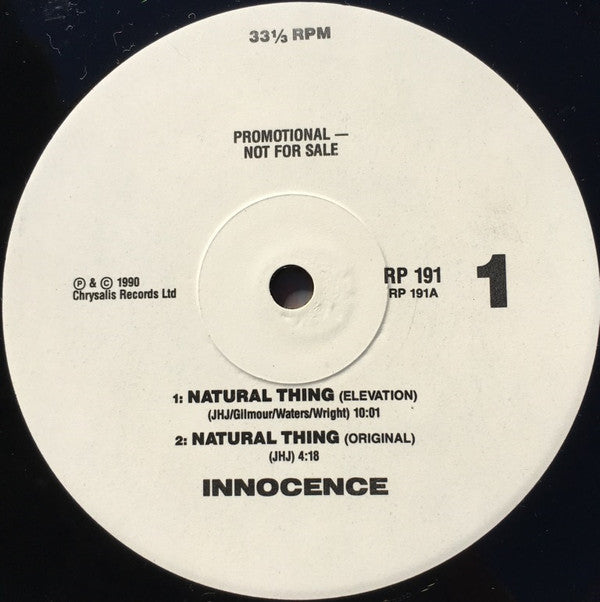 33⅓ RPM
PROMOTIONAL —
NOT FOR SALE
℗ & © 1990
Chrysalis Records Ltd
RP 191
RP 191A
1
1: NATURAL THING (ELEVATION)
(JHJ/Gilmour/Waters/Wright) 10:01
2: NATURAL THING (ORIGINAL)
(JHJ) 4:18
INNOCENCE